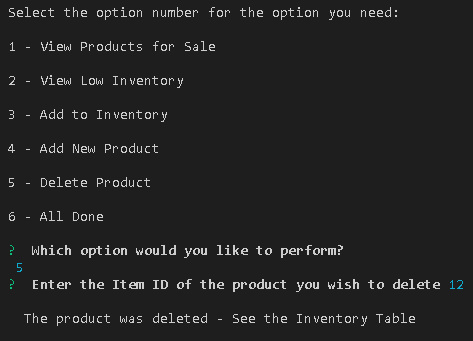 Select the option number for the option you need:
1 - View Products for Sale
2 - View Low Inventory
3 - Add to Inventory
4 - Add New Product
5 - Delete Product
6 - All Done
? Which option would you like to perform?
5
? Enter the Item ID of the product you wish to delete 12
The product was deleted - See the Inventory Table